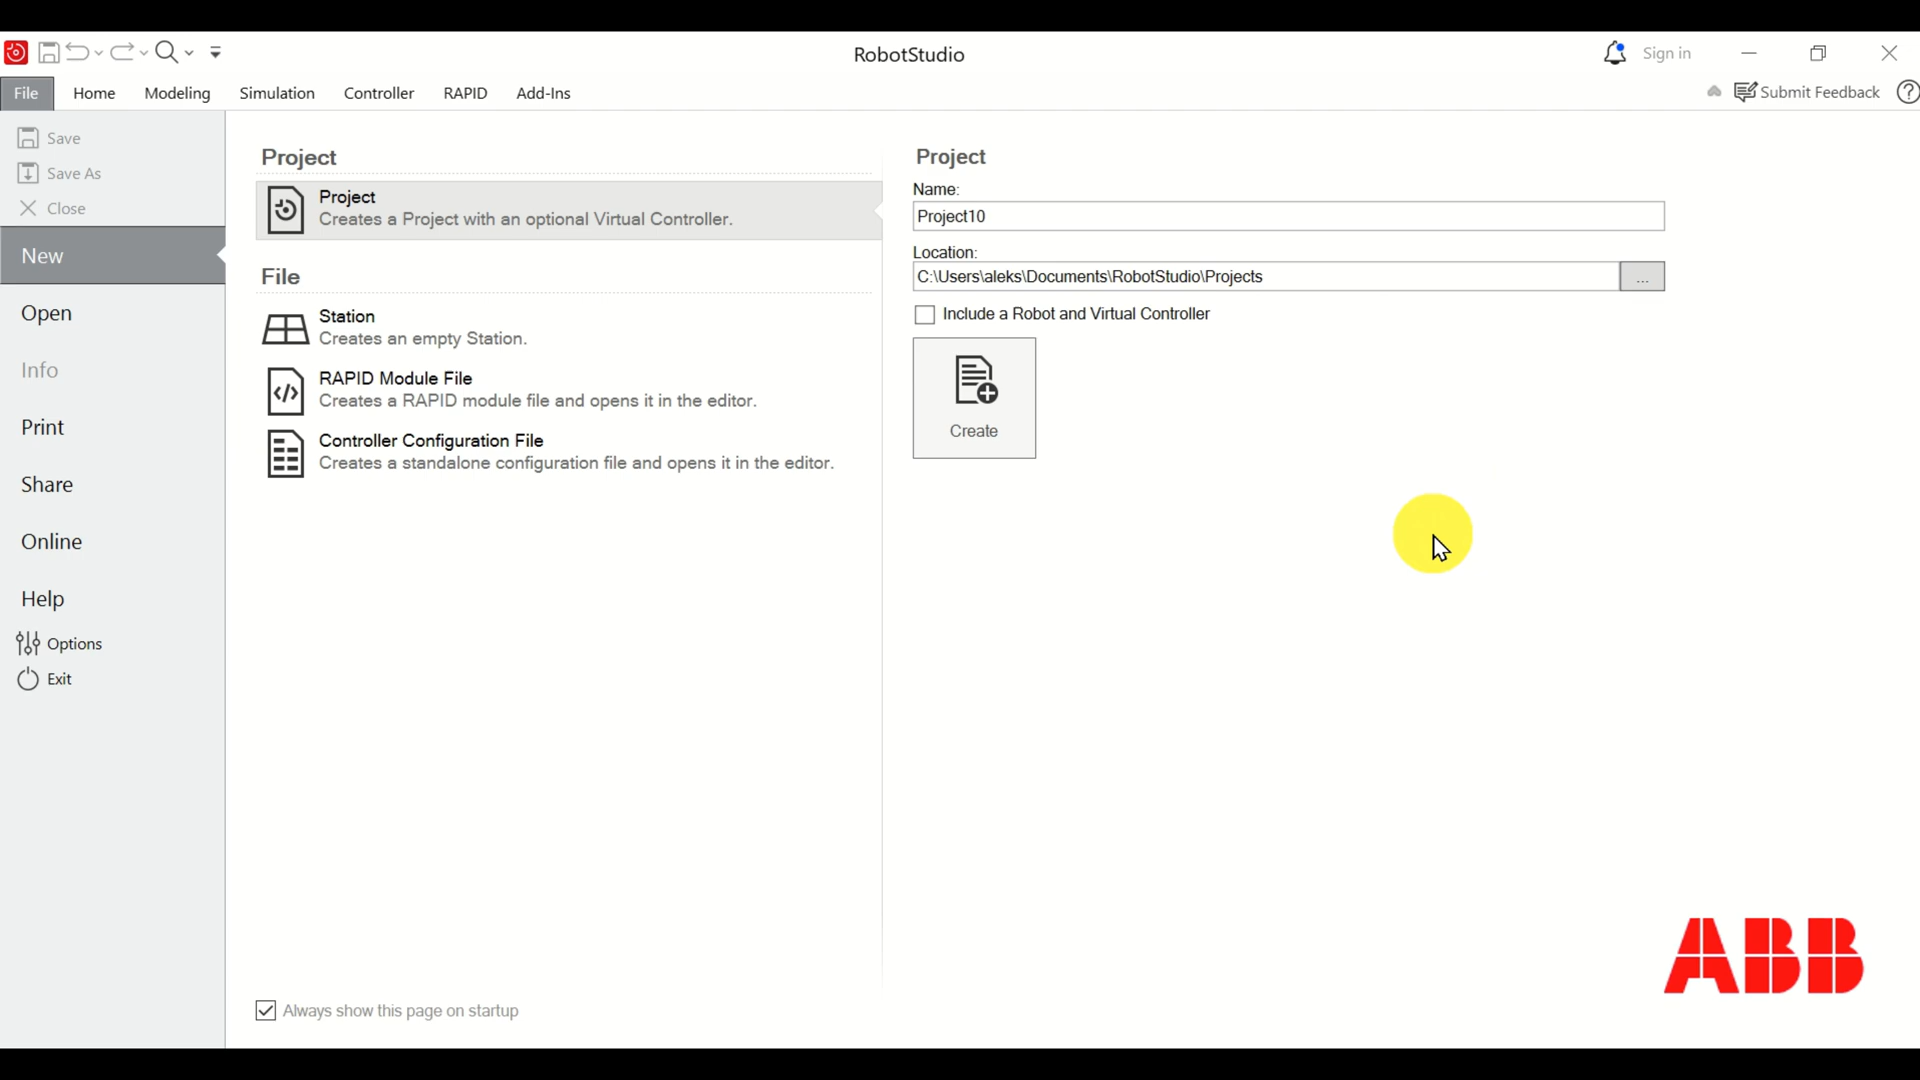 RobotStudio
Sign in
File
Home
Modeling
Simulation
Controller
RAPID
Add-Ins
Submit Feedback
?
Save
Save As
Close
New
Open
Info
Print
Share
Online
Help
Options
Exit
Project
Project
Creates a Project with an optional Virtual Controller.
File
Station
Creates an empty Station.
RAPID Module File
Creates a RAPID module file and opens it in the editor.
Controller Configuration File
Creates a standalone configuration file and opens it in the editor.
Always show this page on startup
Project
Name:
Project10
Location:
C:\Users\aleks\Documents\RobotStudio\Projects
...
Include a Robot and Virtual Controller
Create
ABB